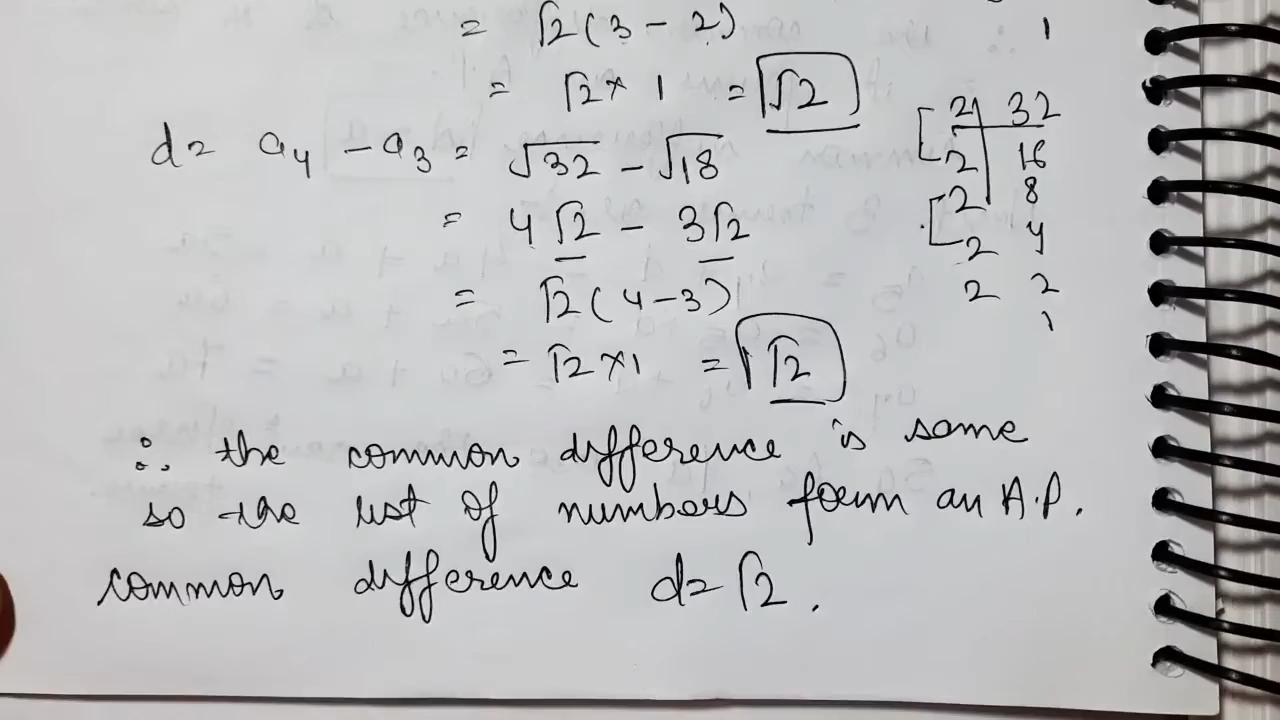 = √2(3 - 2)
= √2 × 1 = √2
d = a₄ - a₃ = √32 - √18
= 4√2 - 3√2
= √2(4-3)
= √2 × 1 = √2
1
2 32
2 16
2 8
2 4
2 2
1
∴ the common difference is same
so the list of numbers form an A.P.
common difference d = √2.